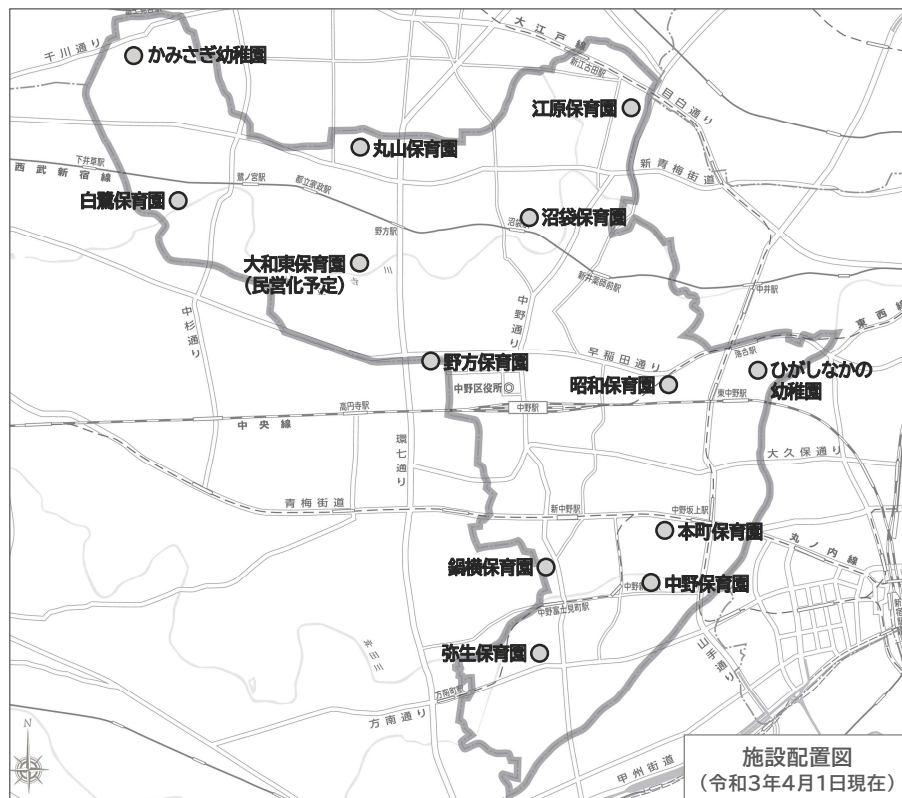 千川通り
かみさぎ幼稚園
大江戸線
新江古田駅
目白通り
江原保育園
丸山保育園
新青梅街道
下井草駅
西武新宿線
鷺ノ宮駅
都立家政駅
白鷺保育園
沼袋保育園
野方駅
大和東保育園
(民営化予定)
新井薬師前駅
中井駅
中杉通り
中野通り
東西線
早稲田通り
落合駅
野方保育園
ひがしなかの
幼稚園
昭和保育園
中野区役所
東中野駅
高円寺駅
中野駅
中央線
環七通り
大久保通り
青梅街道
新中野駅
中野坂上駅
本町保育園
丸ノ内線
鍋横保育園
中野保育園
中野富士見町駅
弥生保育園
山手通り
方南町駅
方南通り
N
甲州街道
施設配置図
(令和3年4月1日現在)